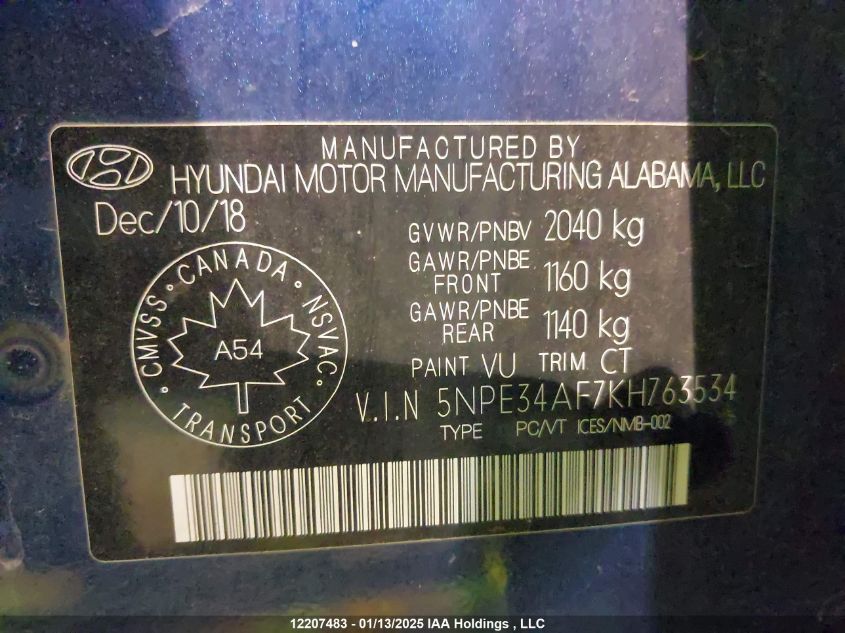 MANUFACTURED BY
HYUNDAI MOTOR MANUFACTURING ALABAMA, LLC
Dec/10/18
GVWR/PNBV 2040 kg
GAWR/PNBE FRONT 1160 kg
GAWR/PNBE REAR 1140 kg
PAINT VU TRIM CT
CMVSS • CANADA • NSVAC • TRANSPORT •
A54
V.I.N 5NPE34AF7KH763534
TYPE PC/VT ICES/NMB-002
12207483 - 01/13/2025 IAA Holdings , LLC